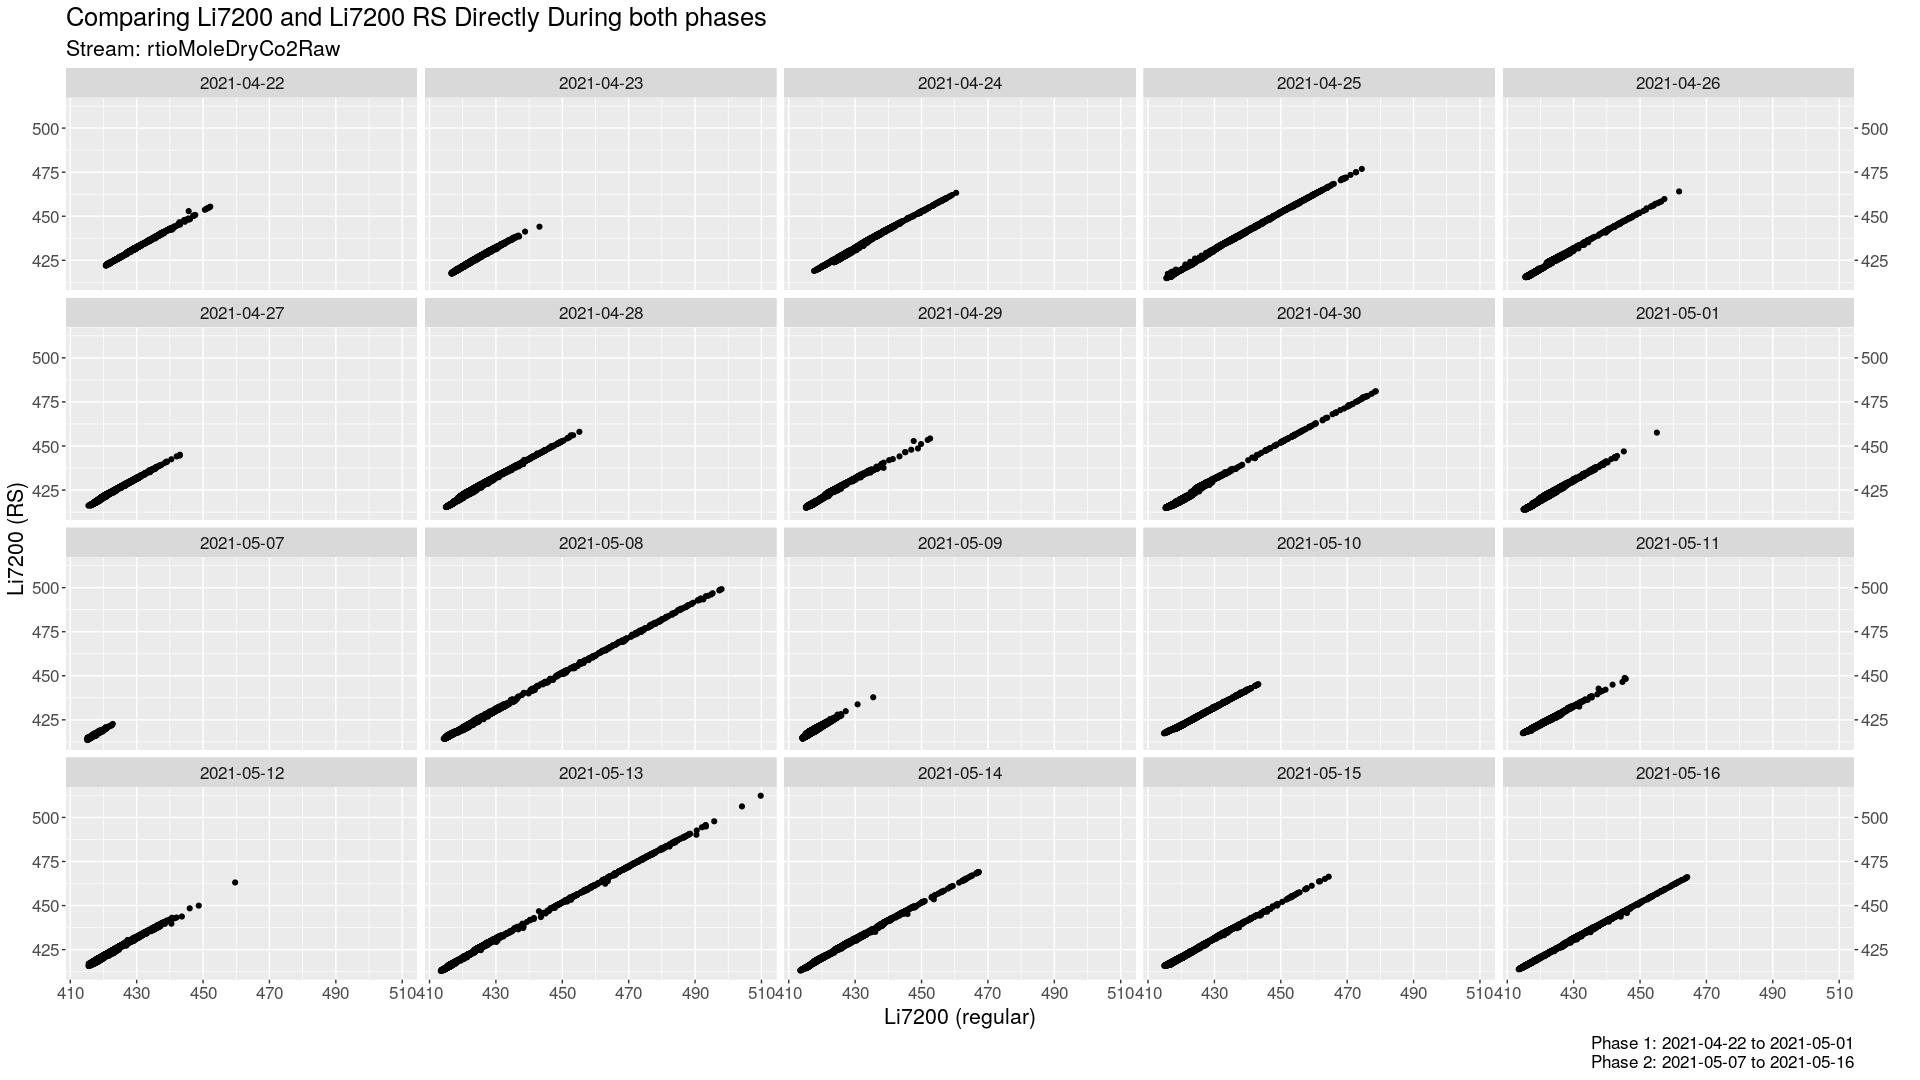 Comparing Li7200 and Li7200 RS Directly During both phases
Stream: rtioMoleDryCo2Raw
2021-04-22 2021-04-23 2021-04-24 2021-04-25 2021-04-26
500 500
475 475
450 450
425 425
2021-04-27 2021-04-28 2021-04-29 2021-04-30 2021-05-01
500 500
475 475
450 450
425 425
Li7200 (RS)
2021-05-07 2021-05-08 2021-05-09 2021-05-10 2021-05-11
500 500
475 475
450 450
425 425
2021-05-12 2021-05-13 2021-05-14 2021-05-15 2021-05-16
500 500
475 475
450 450
425 425
410 430 450 470 490 510 410 430 450 470 490 510 410 430 450 470 490 510 410 430 450 470 490 510 410 430 450 470 490 510
Li7200 (regular)
Phase 1: 2021-04-22 to 2021-05-01
Phase 2: 2021-05-07 to 2021-05-16